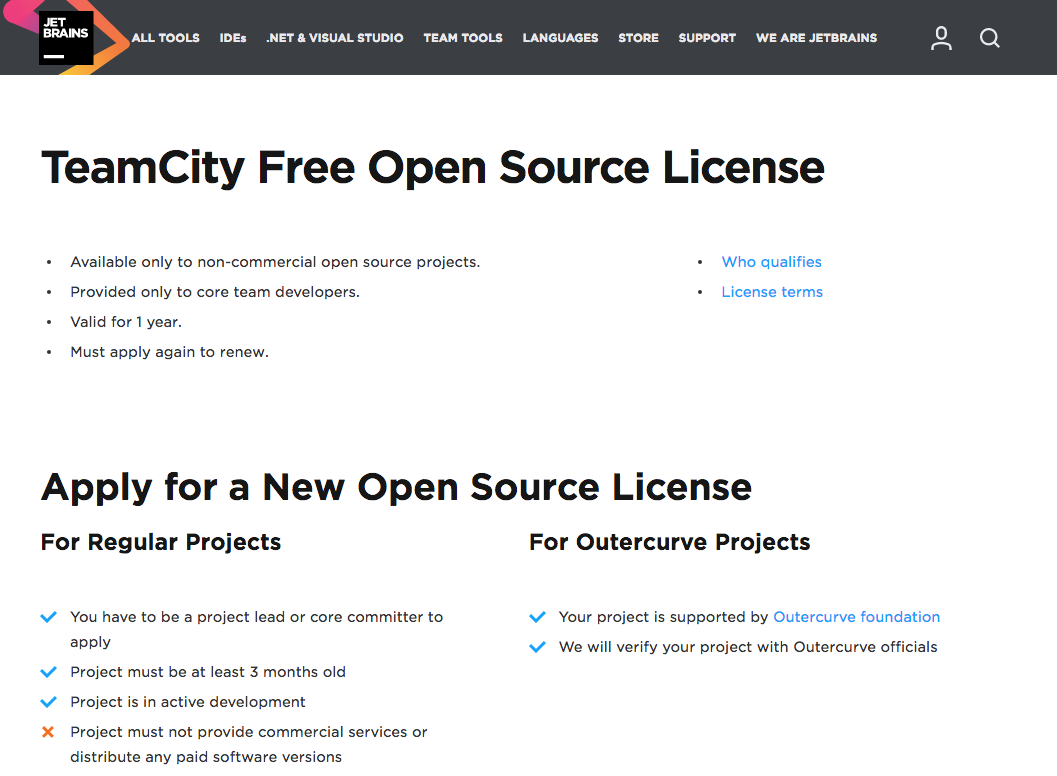 JET
BRAINS
ALL TOOLS IDEs .NET & VISUAL STUDIO TEAM TOOLS LANGUAGES STORE SUPPORT WE ARE JETBRAINS
TeamCity Free Open Source License
• Available only to non-commercial open source projects.
• Provided only to core team developers.
• Valid for 1 year.
• Must apply again to renew.
• Who qualifies
• License terms
Apply for a New Open Source License
For Regular Projects
You have to be a project lead or core committer to
apply
Project must be at least 3 months old
Project is in active development
Project must not provide commercial services or
distribute any paid software versions
For Outercurve Projects
Your project is supported by Outercurve foundation
We will verify your project with Outercurve officials